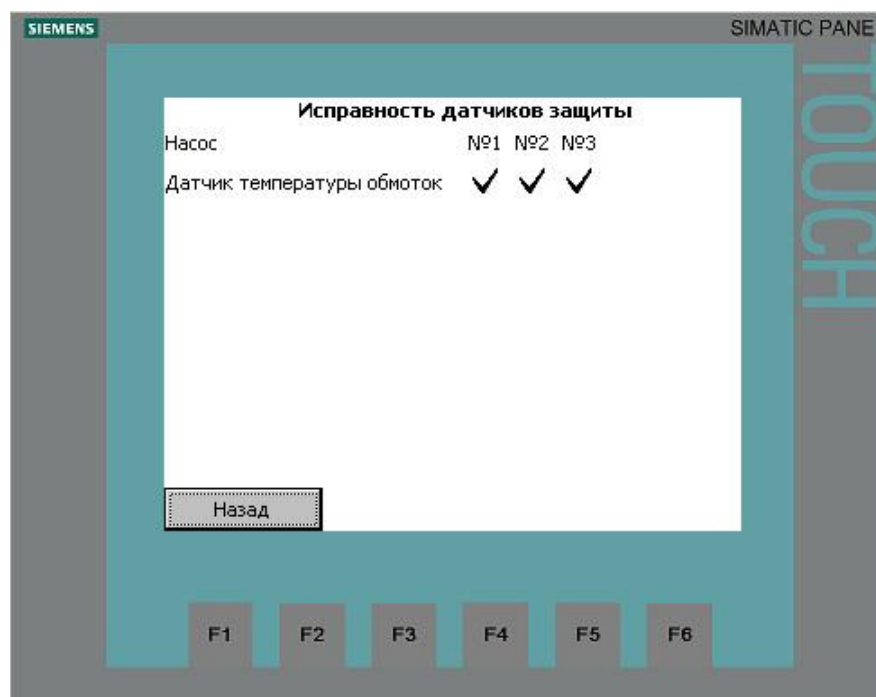 SIEMENS
SIMATIC PANE
TOUCH
Исправность датчиков защиты
Насос №1 №2 №3
Датчик температуры обмоток
Назад
F1 F2 F3 F4 F5 F6